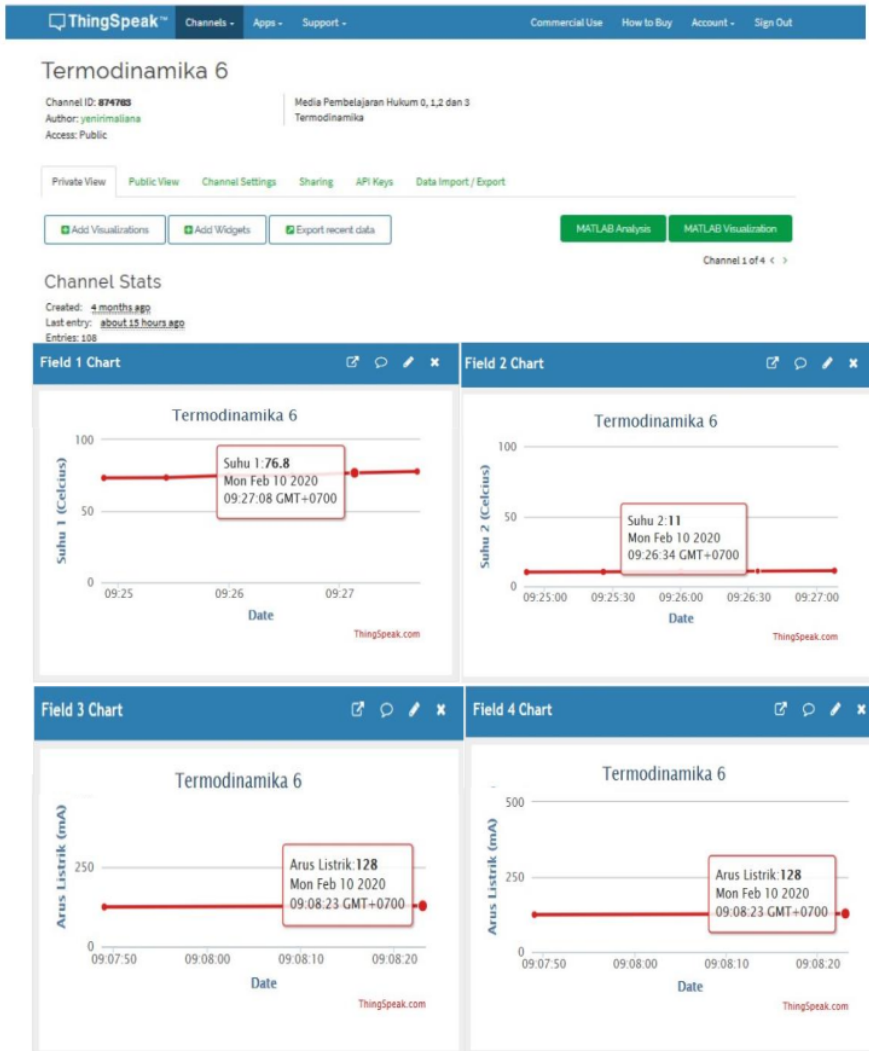 ThingSpeak™ Channels Apps Support Commercial Use How to Buy Account Sign Out
Termodinamika 6
Channel ID: 874783
Author: yenirimaliana
Access: Public
Media Pembelajaran Hukum 0, 1,2 dan 3
Termodinamika
Private View Public View Channel Settings Sharing API Keys Data Import / Export
Add Visualizations Add Widgets Export recent data MATLAB Analysis MATLAB Visualization
Channel 1 of 4 < >
Channel Stats
Created: 4 months ago
Last entry: about 15 hours ago
Entries: 108
Field 1 Chart
Termodinamika 6
Suhu 1 (Celcius)
100
50
0
Suhu 1:76.8
Mon Feb 10 2020
09:27:08 GMT+0700
09:25 09:26 09:27
Date
ThingSpeak.com
Field 2 Chart
Termodinamika 6
Suhu 2 (Celcius)
100
50
0
Suhu 2:11
Mon Feb 10 2020
09:26:34 GMT+0700
09:25:00 09:25:30 09:26:00 09:26:30 09:27:00
Date
ThingSpeak.com
Field 3 Chart
Termodinamika 6
Arus Listrik (mA)
250
0
Arus Listrik:128
Mon Feb 10 2020
09:08:23 GMT+0700
09:07:50 09:08:00 09:08:10 09:08:20
Date
ThingSpeak.com
Field 4 Chart
Termodinamika 6
Arus Listrik (mA)
500
250
0
Arus Listrik:128
Mon Feb 10 2020
09:08:23 GMT+0700
09:07:50 09:08:00 09:08:10 09:08:20
Date
ThingSpeak.com